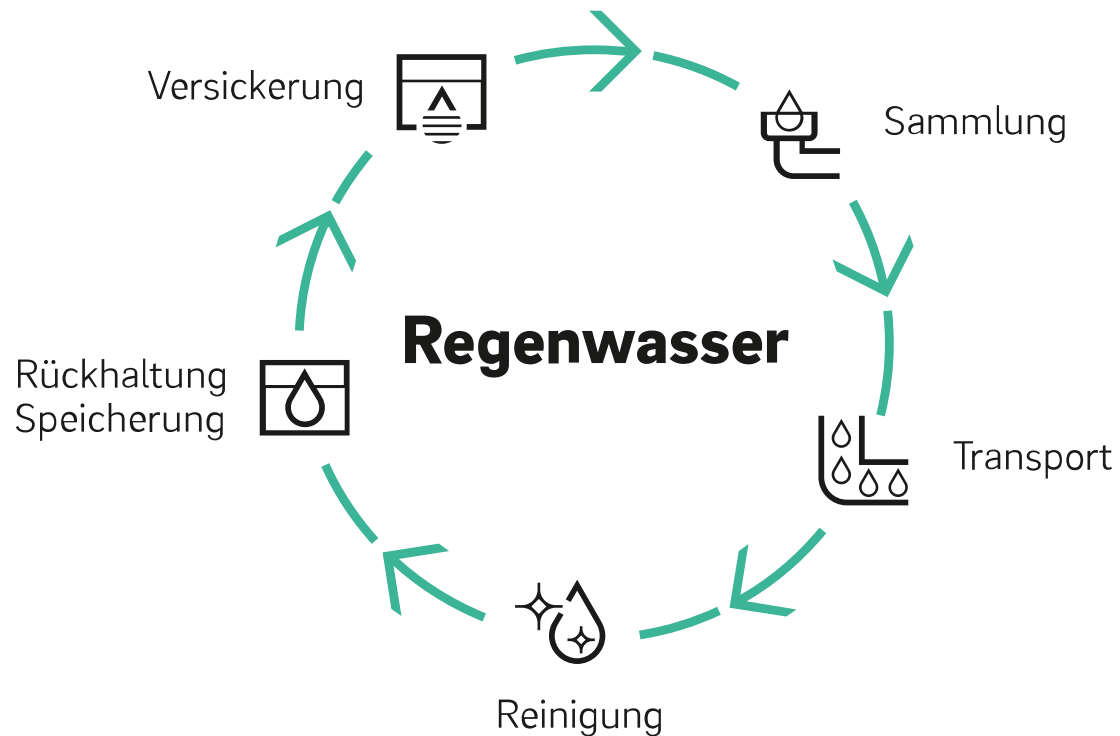 Versickerung
Sammlung
Regenwasser
Rückhaltung
Speicherung
Transport
Reinigung